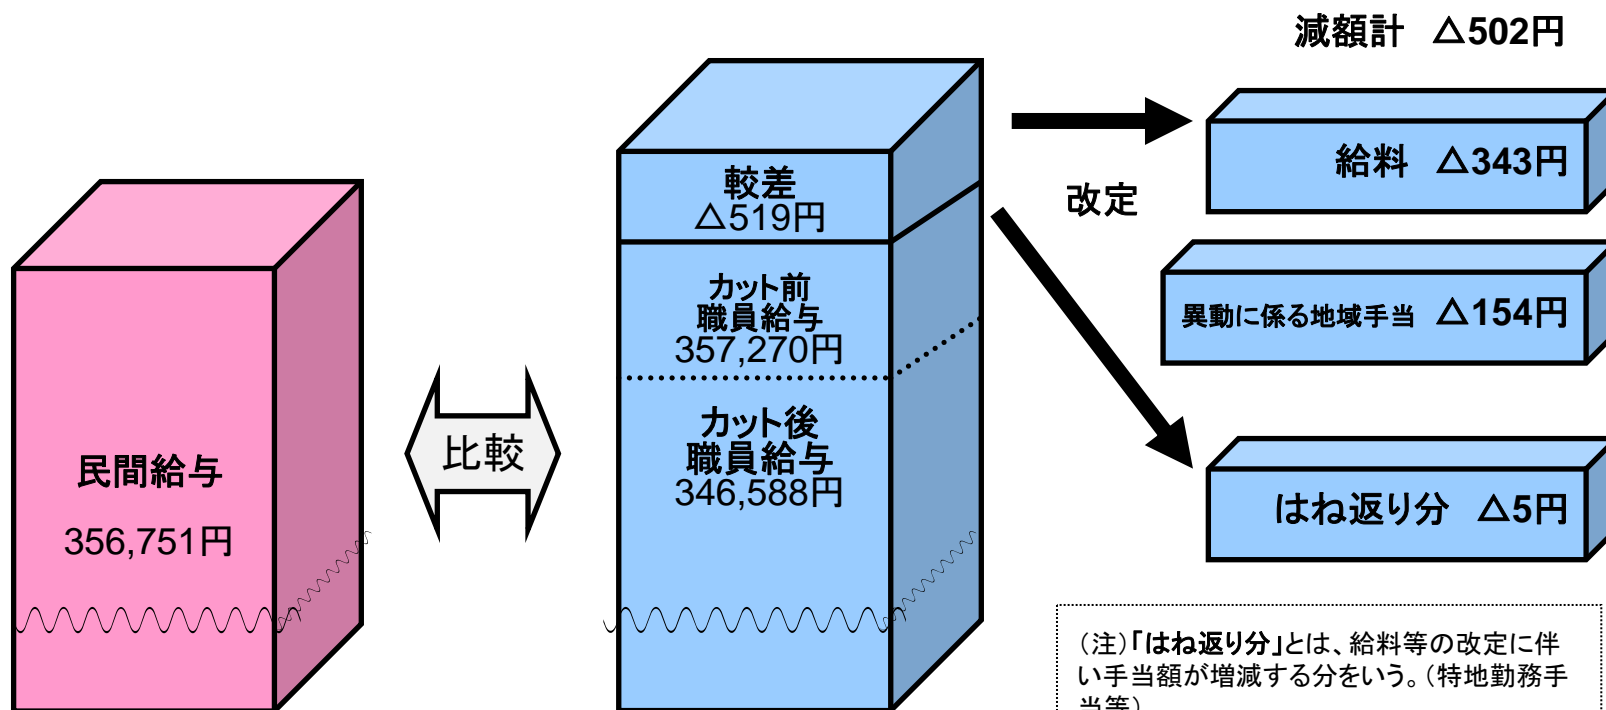 減額計 △502円
給料 △343円
異動に係る地域手当 △154円
はね返り分 △5円
改定
較差
△519円
カット前
職員給与
357,270円
カット後
職員給与
346,588円
比較
民間給与
356,751円
(注)「はね返り分」とは、給料等の改定に伴
い手当額が増減する分をいう。(特地勤務手
当等)